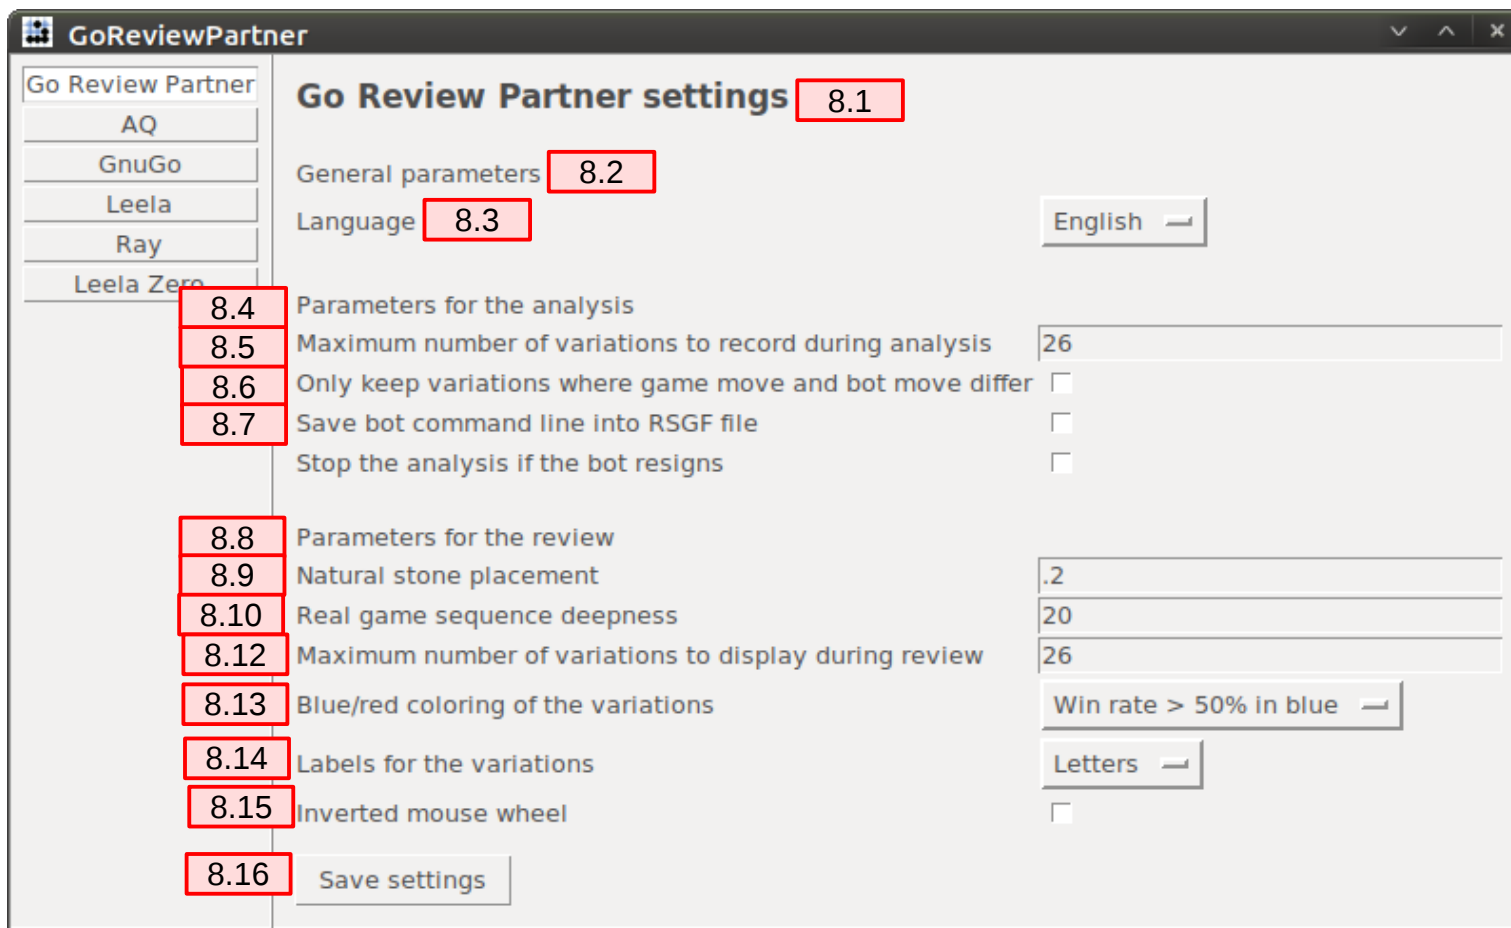 GoReviewPartner
Go Review Partner
AQ
GnuGo
Leela
Ray
Leela Zero
Go Review Partner settings 8.1
General parameters 8.2
Language 8.3 English
8.4 Parameters for the analysis
8.5 Maximum number of variations to record during analysis 26
8.6 Only keep variations where game move and bot move differ
8.7 Save bot command line into RSGF file
Stop the analysis if the bot resigns
8.8 Parameters for the review
8.9 Natural stone placement .2
8.10 Real game sequence deepness 20
8.12 Maximum number of variations to display during review 26
8.13 Blue/red coloring of the variations Win rate > 50% in blue
8.14 Labels for the variations Letters
8.15 Inverted mouse wheel
8.16 Save settings